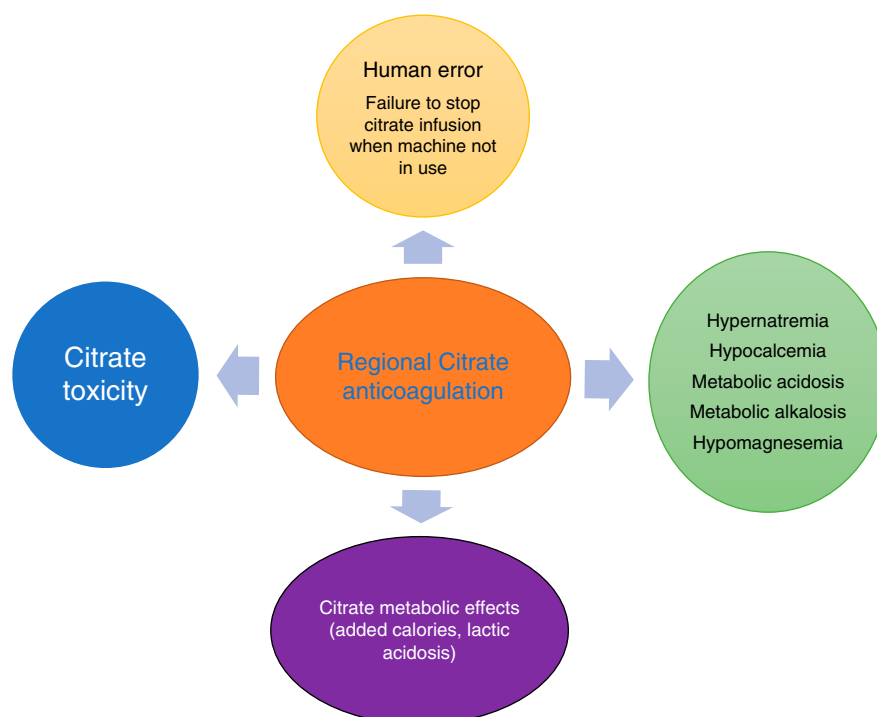 Human error
Failure to stop
citrate infusion
when machine not
in use
Citrate
toxicity
Regional Citrate
anticoagulation
Hypernatremia
Hypocalcemia
Metabolic acidosis
Metabolic alkalosis
Hypomagnesemia
Citrate metabolic effects
(added calories, lactic
acidosis)